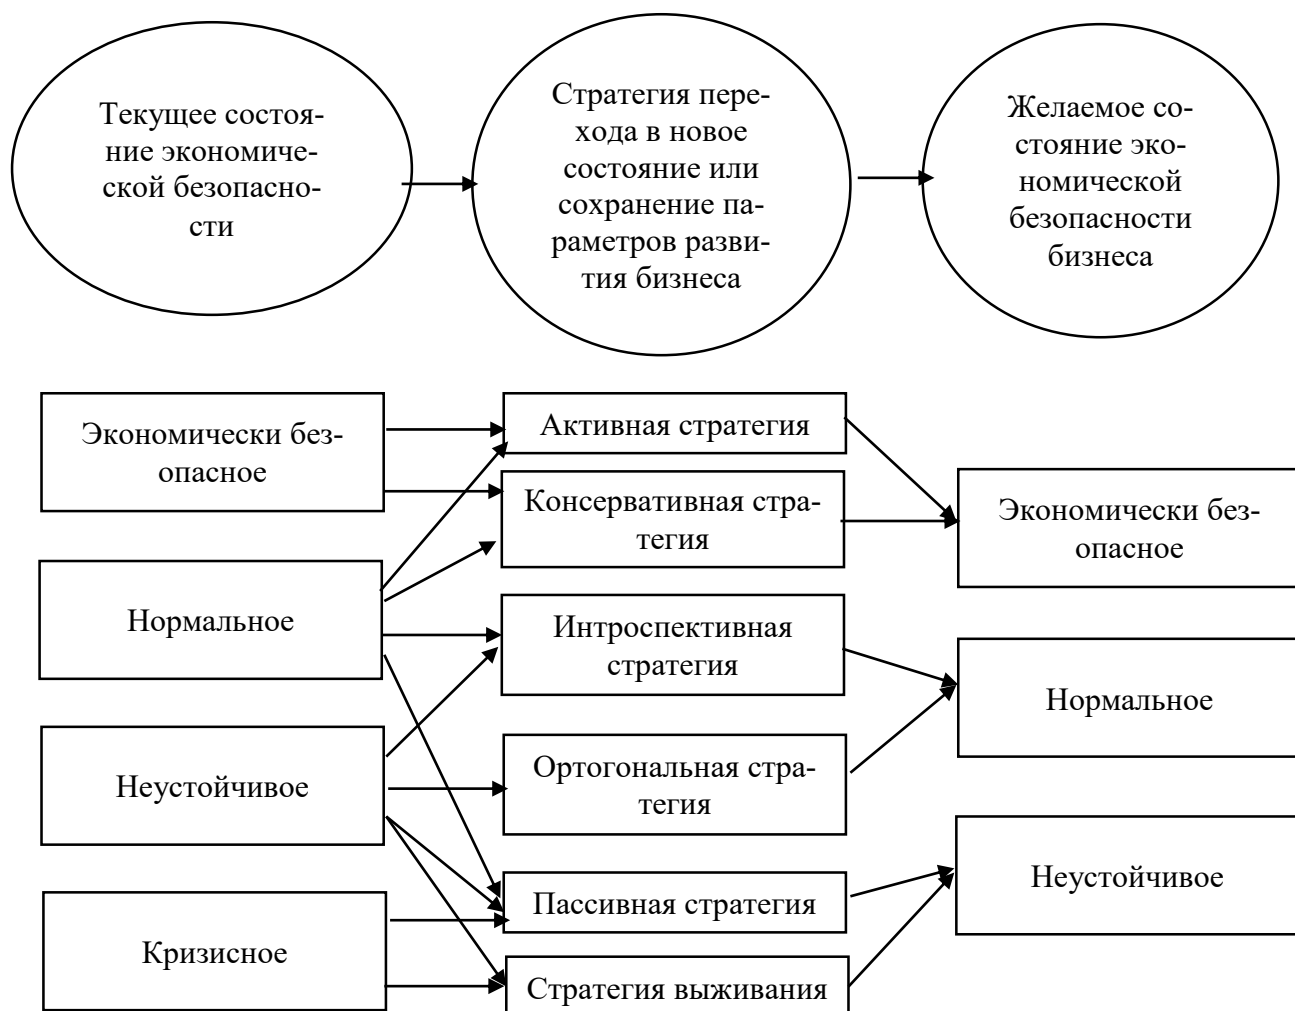 Текущее состоя-
ние экономиче-
ской безопасно-
сти
Стратегия пере-
хода в новое
состояние или
сохранение па-
раметров разви-
тия бизнеса
Желаемое со-
стояние эко-
номической
безопасности
бизнеса
Экономически без-
опасное
Нормальное
Неустойчивое
Кризисное
Активная стратегия
Консервативная стра-
тегия
Интроспективная
стратегия
Ортогональная стра-
тегия
Пассивная стратегия
Стратегия выживания
Экономически без-
опасное
Нормальное
Неустойчивое